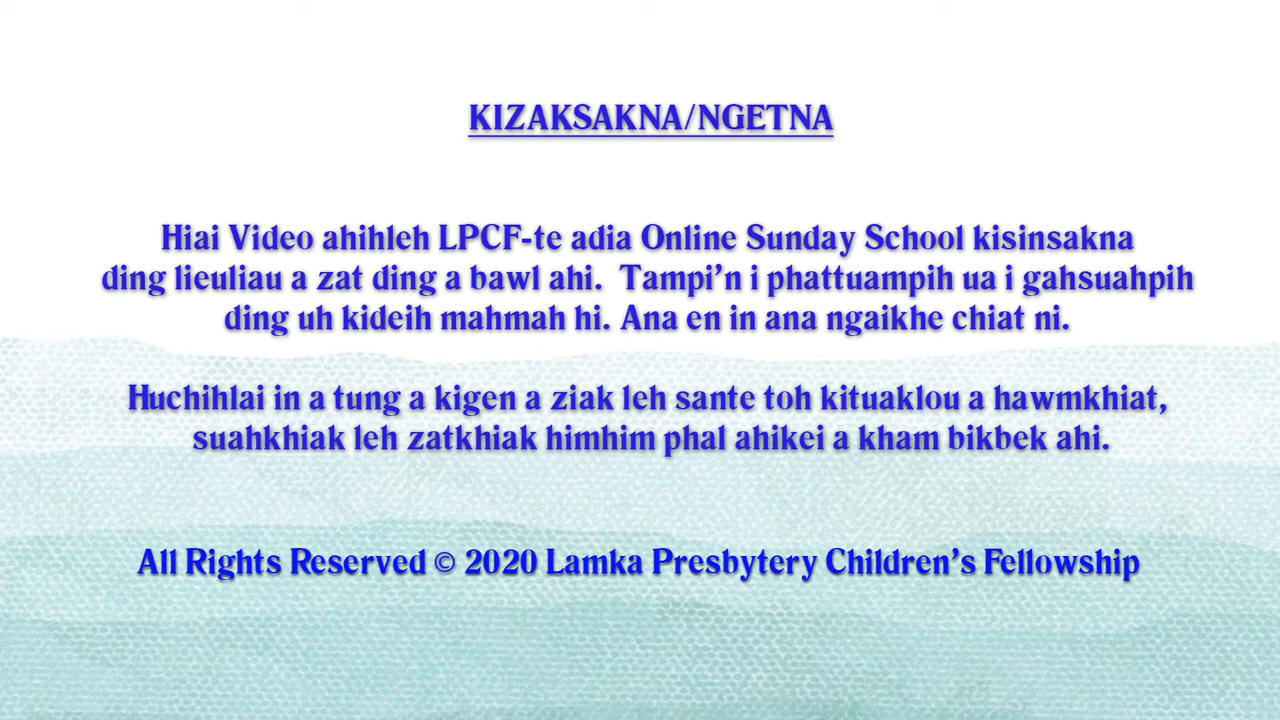 KIZAKSAKNA/NGETNA
Hiai Video ahihleh LPCF-te adia Online Sunday School kisinsakna
ding lieuliau a zat ding a bawl ahi. Tampi’n i phattuampih ua i gahsuahpih
ding uh kideih mahmah hi. Ana en in ana ngaikhe chiat ni.
Huchihlai in a tung a kigen a ziak leh sante toh kituaklou a hawmkhiat,
suahkhiak leh zatkhiak himhim phal ahikei a kham bikbek ahi.
All Rights Reserved © 2020 Lamka Presbytery Children’s Fellowship